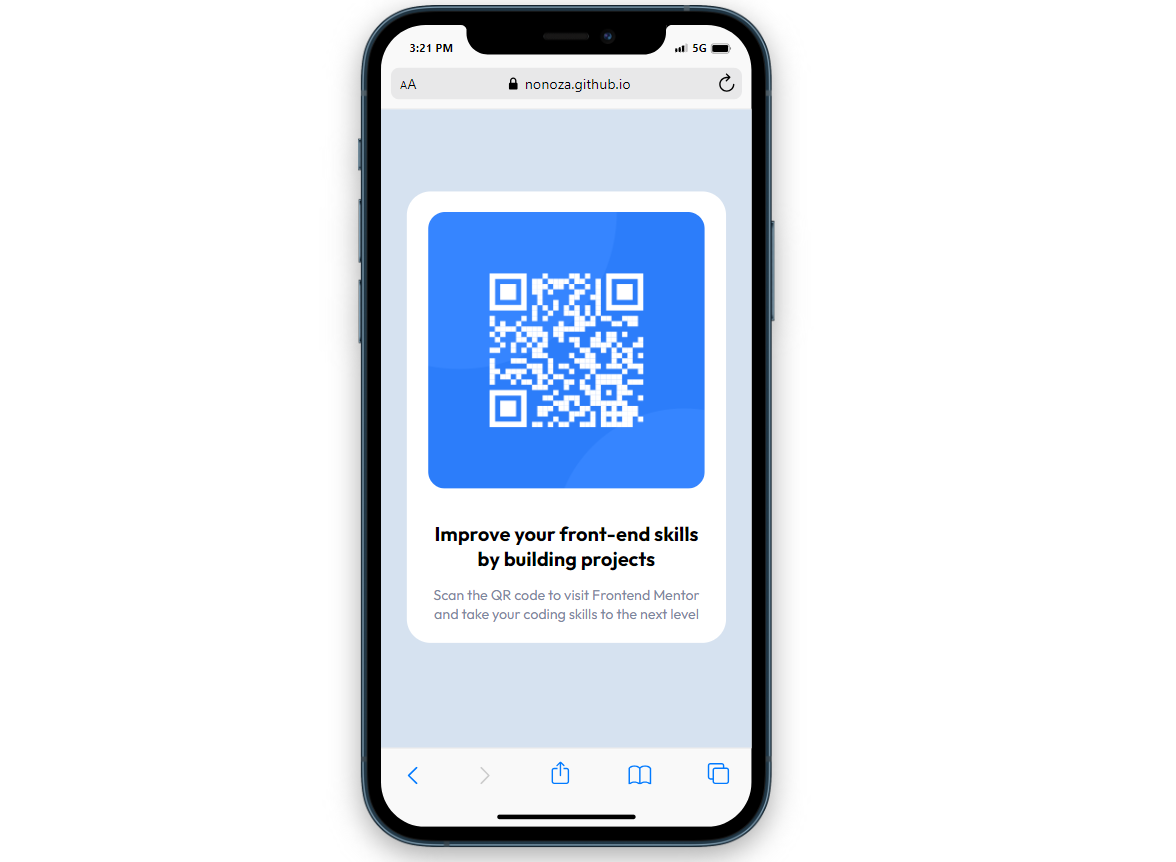 3:21 PM
5G
AA
nonoza.github.io
Improve your front-end skills
by building projects
Scan the QR code to visit Frontend Mentor
and take your coding skills to the next level